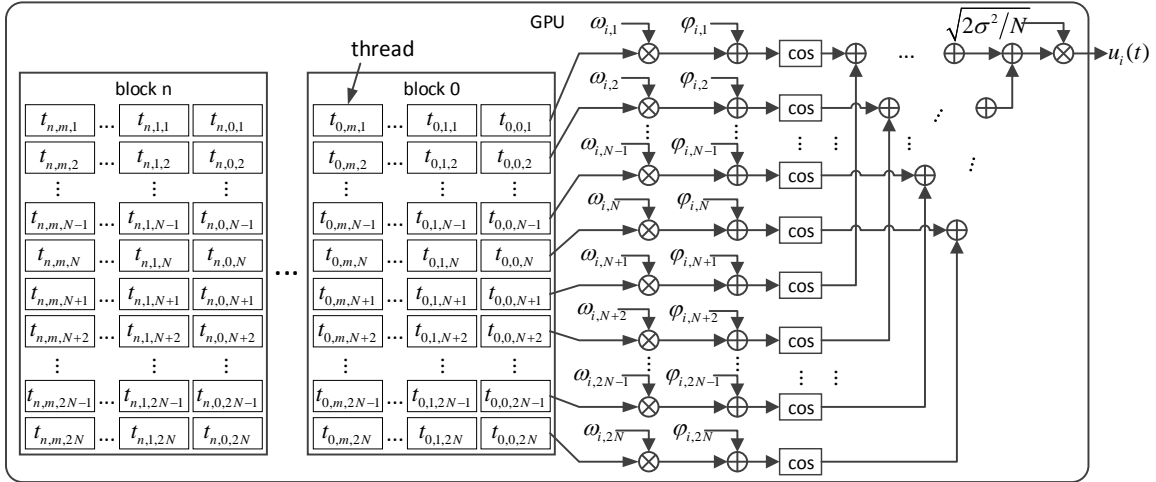 GPU
thread
block n
block 0
t_{n,m,1} ... t_{n,1,1} t_{n,0,1}
t_{n,m,2} ... t_{n,1,2} t_{n,0,2}
⋮ ⋮ ⋮
t_{n,m,N−1} ... t_{n,1,N−1} t_{n,0,N−1}
t_{n,m,N} ... t_{n,1,N} t_{n,0,N}
t_{n,m,N+1} ... t_{n,1,N+1} t_{n,0,N+1}
t_{n,m,N+2} ... t_{n,1,N+2} t_{n,0,N+2}
⋮ ⋮ ⋮
t_{n,m,2N−1} ... t_{n,1,2N−1} t_{n,0,2N−1}
t_{n,m,2N} ... t_{n,1,2N} t_{n,0,2N}
...
t_{0,m,1} ... t_{0,1,1} t_{0,0,1}
t_{0,m,2} ... t_{0,1,2} t_{0,0,2}
⋮ ⋮ ⋮
t_{0,m,N−1} ... t_{0,1,N−1} t_{0,0,N−1}
t_{0,m,N} ... t_{0,1,N} t_{0,0,N}
t_{0,m,N+1} ... t_{0,1,N+1} t_{0,0,N+1}
t_{0,m,N+2} ... t_{0,1,N+2} t_{0,0,N+2}
⋮ ⋮ ⋮
t_{0,m,2N−1} ... t_{0,1,2N−1} t_{0,0,2N−1}
t_{0,m,2N} ... t_{0,1,2N} t_{0,0,2N}
ω_{i,1} φ_{i,1} cos ... √(2σ²/N) u_i(t)
ω_{i,2} φ_{i,2} cos
ω_{i,N−1} φ_{i,N−1} cos
ω_{i,N} φ_{i,N} cos
ω_{i,N+1} φ_{i,N+1} cos
ω_{i,N+2} φ_{i,N+2} cos
ω_{i,2N−1} φ_{i,2N−1} cos
ω_{i,2N} φ_{i,2N} cos